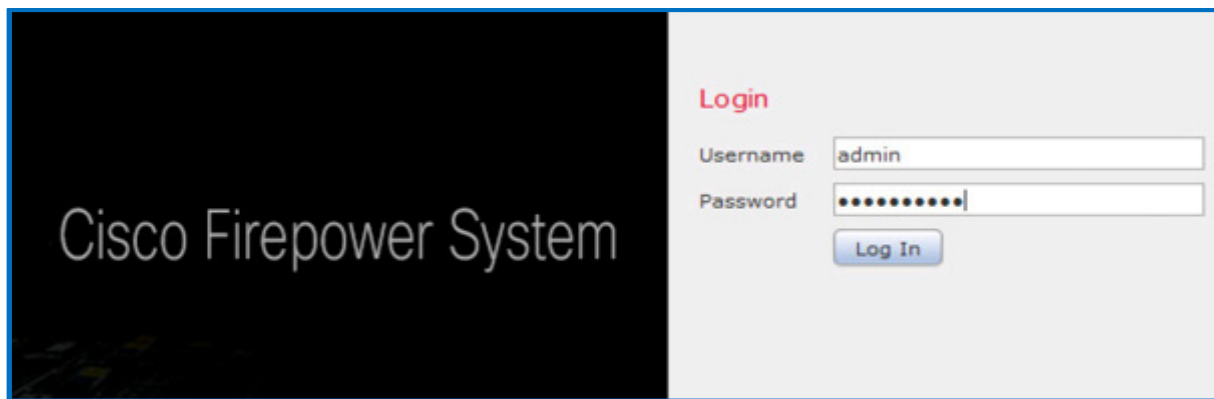 Cisco Firepower System
Login
Username admin
Password ••••••••••
Log In